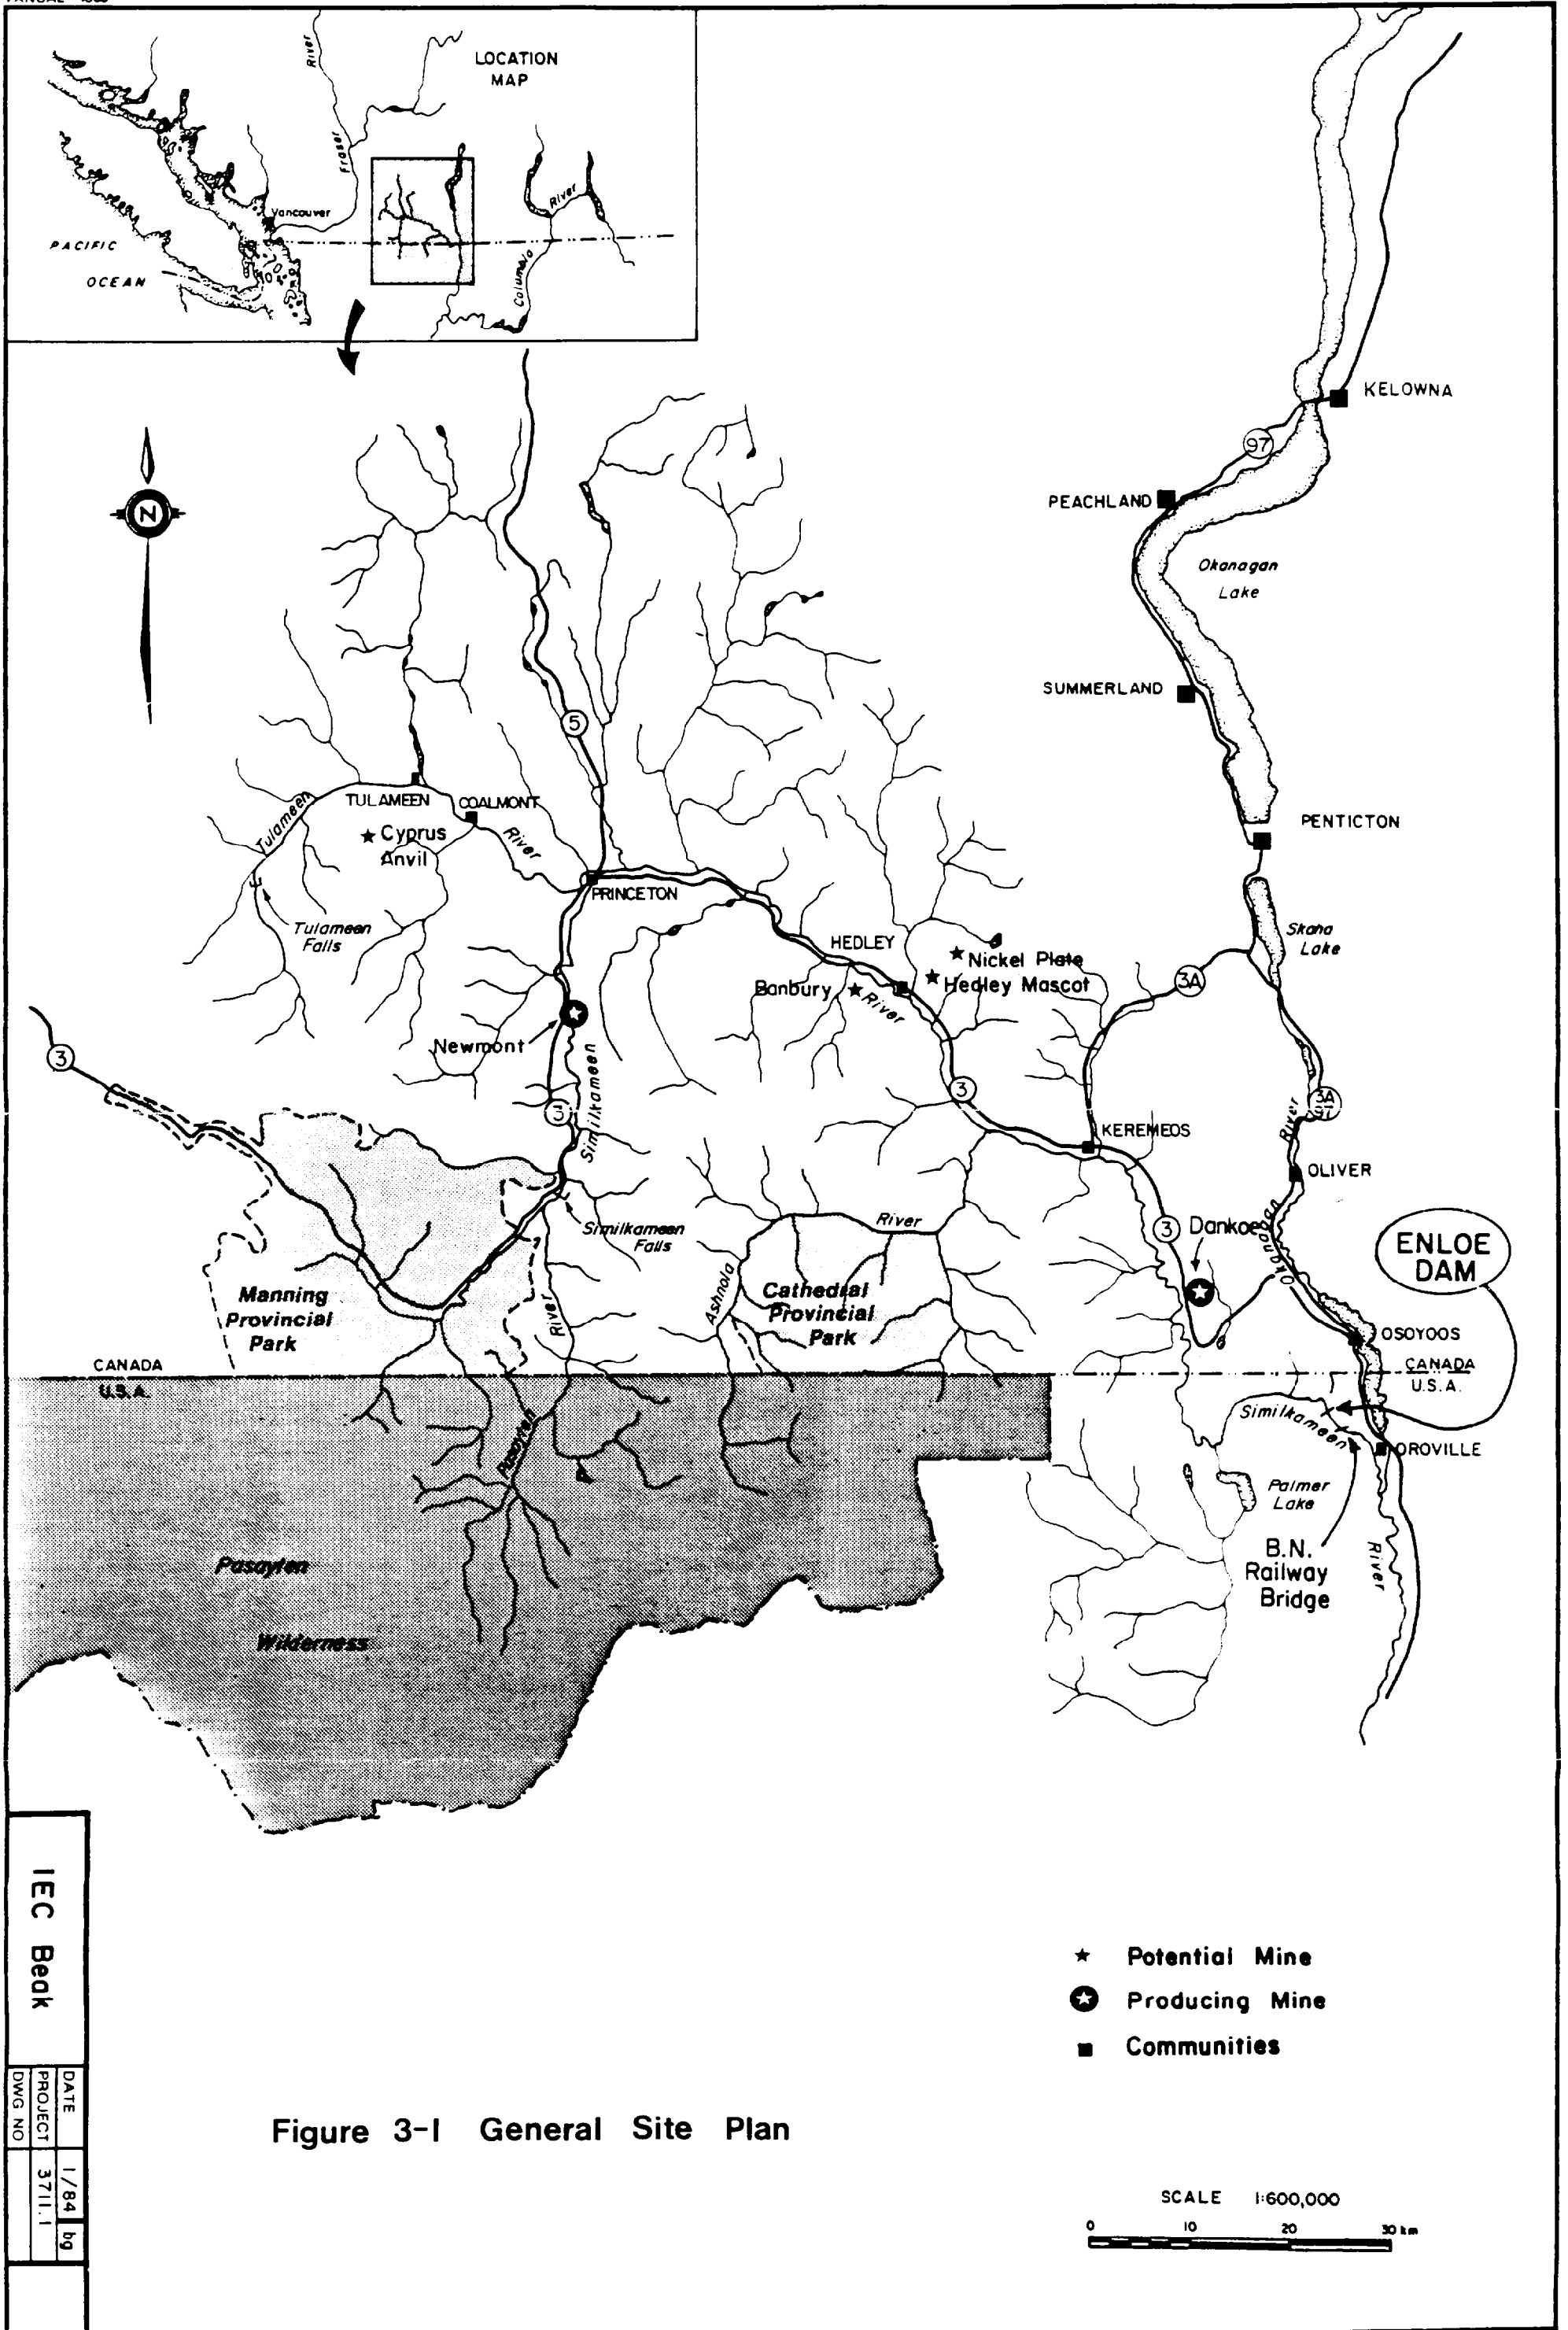 LOCATION
MAP
River
Fraser
Vancouver
River
Columbia
PACIFIC
OCEAN
N
KELOWNA
97
PEACHLAND
Okanagan
Lake
SUMMERLAND
5
TULAMEEN
COALMONT
Tulameen
River
Cyprus
Anvil
PENTICTON
PRINCETON
Tulameen
Falls
HEDLEY
Skaha
Lake
Nickel Plate
Hedley Mascot
Banbury
River
3A
Newmont
Similkameen
3
3
3
3A
97
River
KEREMEOS
OLIVER
Okanagan
River
Similkameen
Falls
3
Dankoe
ENLOE
DAM
Ashnola
Manning
Provincial
Park
River
Cathedral
Provincial
Park
OSOYOOS
CANADA
U.S.A.
CANADA
U.S.A.
Similkameen
Pasayten
OROVILLE
Palmer
Lake
B.N.
Railway
Bridge
River
Pasayten
Wilderness
IEC Beak
DATE 1/84 bg
PROJECT 3711.1
DWG NO
★ Potential Mine
Producing Mine
■ Communities
Figure 3-1 General Site Plan
SCALE 1:600,000
0 10 20 30 km